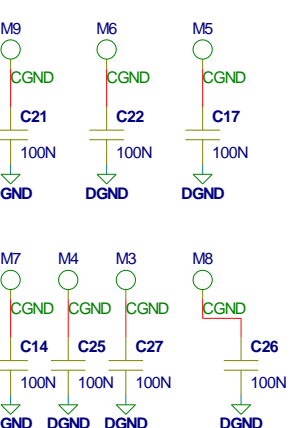 M9 M6 M5
CGND CGND CGND
C21 C22 C17
100N 100N 100N
GND DGND DGND
M7 M4 M3 M8
CGND CGND CGND CGND
C14 C25 C27 C26
100N 100N 100N 100N
GND DGND DGND DGND